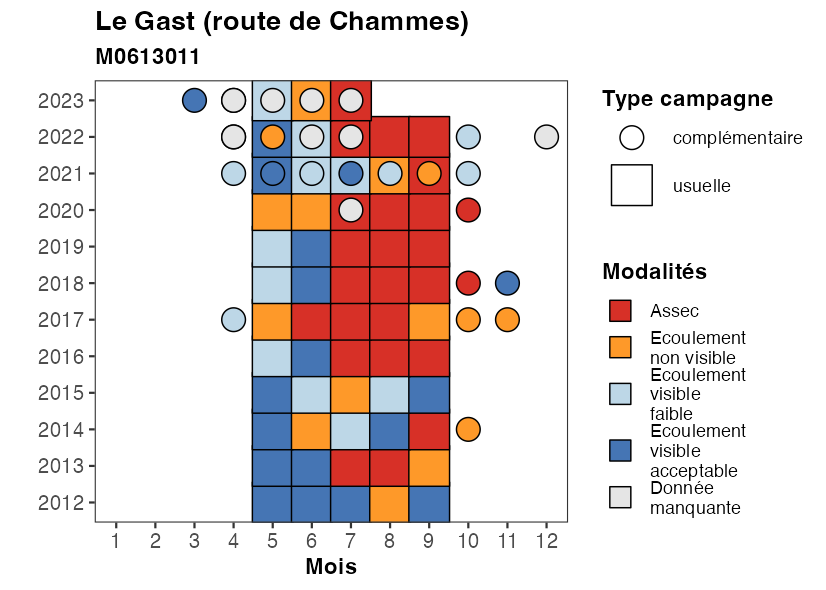 Le Gast (route de Chammes)
M0613011
2023
2022
2021
2020
2019
2018
2017
2016
2015
2014
2013
2012
1 2 3 4 5 6 7 8 9 10 11 12
Mois
Type campagne
complémentaire
usuelle
Modalités
Assec
Ecoulement
non visible
Ecoulement
visible
faible
Ecoulement
visible
acceptable
Donnée
manquante